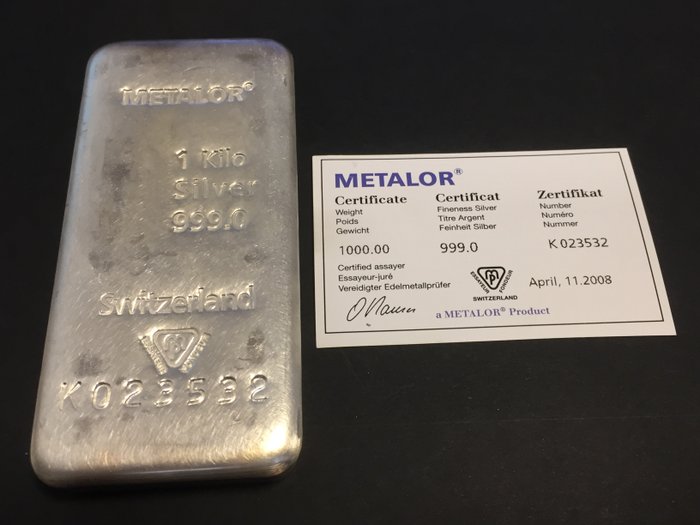 METALOR®
1 Kilo
Silver
999.0
Switzerland
K023532
METALOR®
Certificate Certificat Zertifikat
Weight Fineness Silver Number
Poids Titre Argent Numéro
Gewicht Feinheit Silber Nummer
1000.00 999.0 K 023532
Certified assayer
Essayeur-juré
Vereidigter Edelmetallprüfer
ESSAYEUR FONDEUR
SWITZERLAND
April, 11.2008
a METALOR® Product